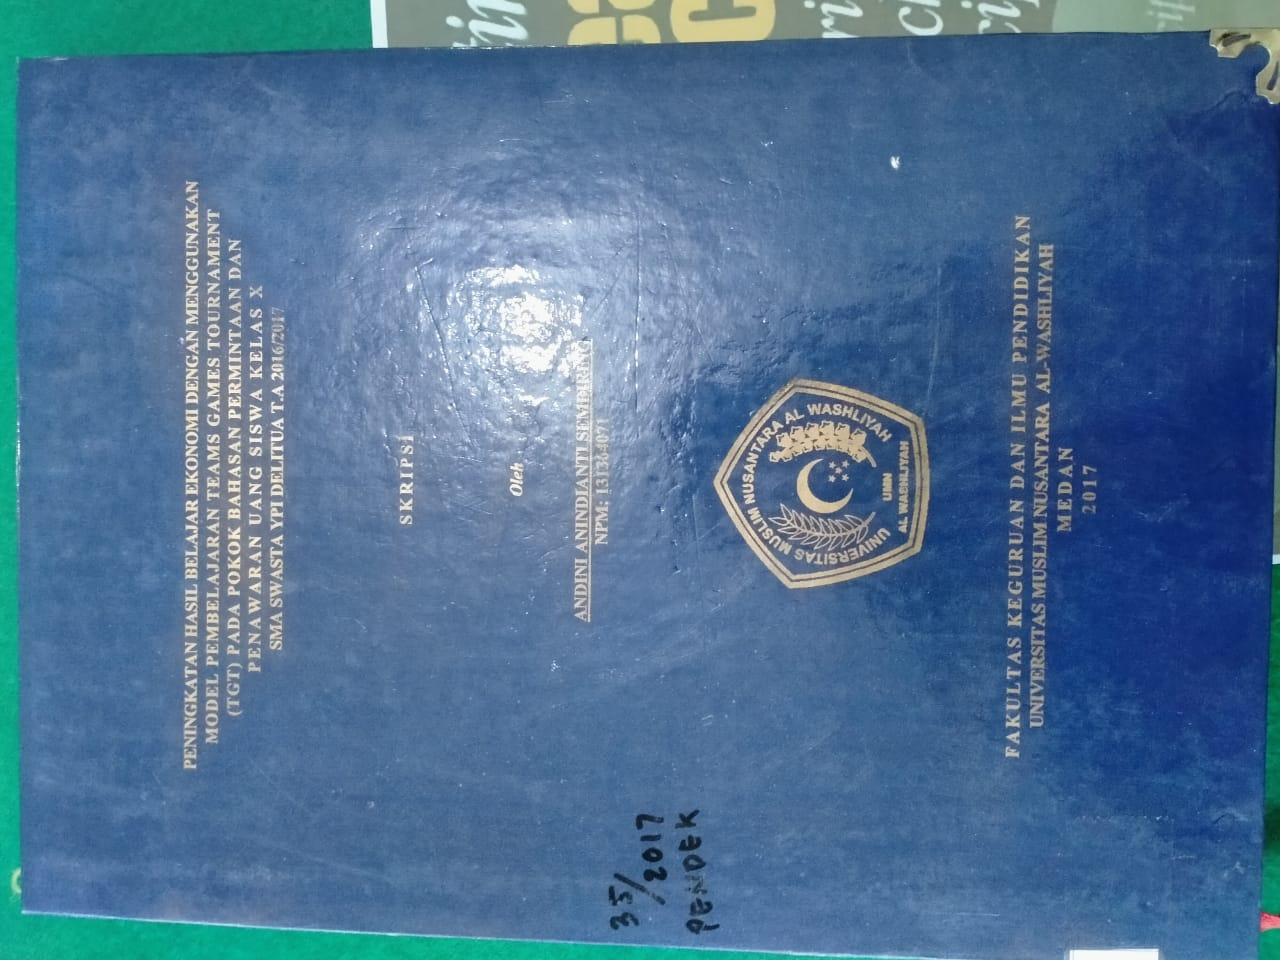 PENINGKATAN HASIL BELAJAR EKONOMI DENGAN MENGGUNAKAN
MODEL PEMBELAJARAN TEAMS GAMES TOURNAMENT
(TGT) PADA POKOK BAHASAN PERMINTAAN DAN
PENAWARAN UANG SISWA KELAS X
SMA SWASTA YPI DELITUA T.A 2016/2017
SKRIPSI
Oleh
ANDINI ANINDIANTI SEMBIRING
NPM:
UNIVERSITAS MUSLIM NUSANTARA AL WASHLIYAH
UMN
AL WASHLIYAH
FAKULTAS KEGURUAN DAN ILMU PENDIDIKAN
UNIVERSITAS MUSLIM NUSANTARA AL-WASHLIYAH
MEDAN
2017
35/2017
PENDEK